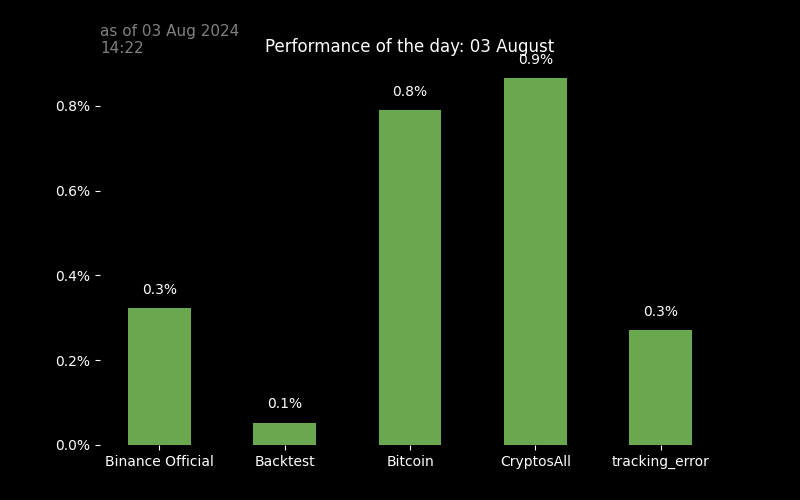 as of 03 Aug 2024
14:22
Performance of the day: 03 August
0.9%
0.8%
0.8%
0.6%
0.4%
0.3%
0.3%
0.2%
0.1%
0.0%
Binance Official
Backtest
Bitcoin
CryptosAll
tracking_error